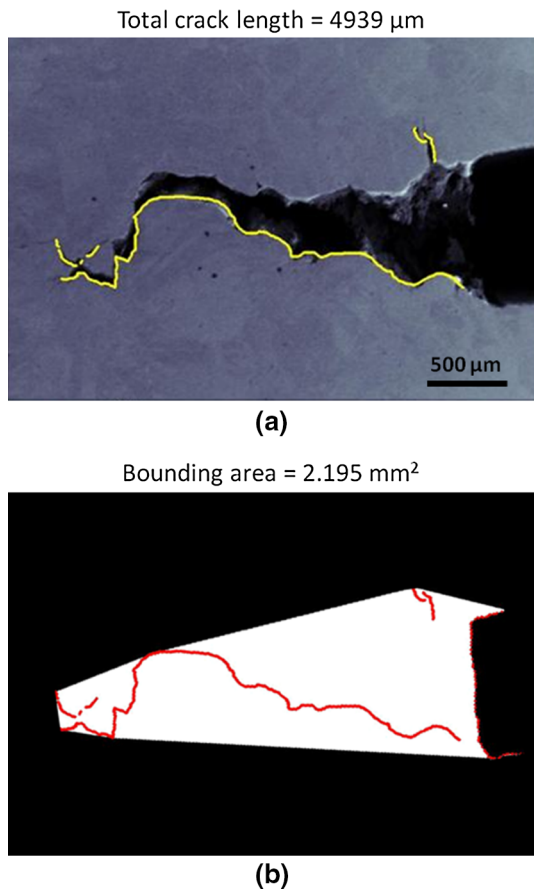 Total crack length = 4939 µm
500 µm
(a)
Bounding area = 2.195 mm²
(b)